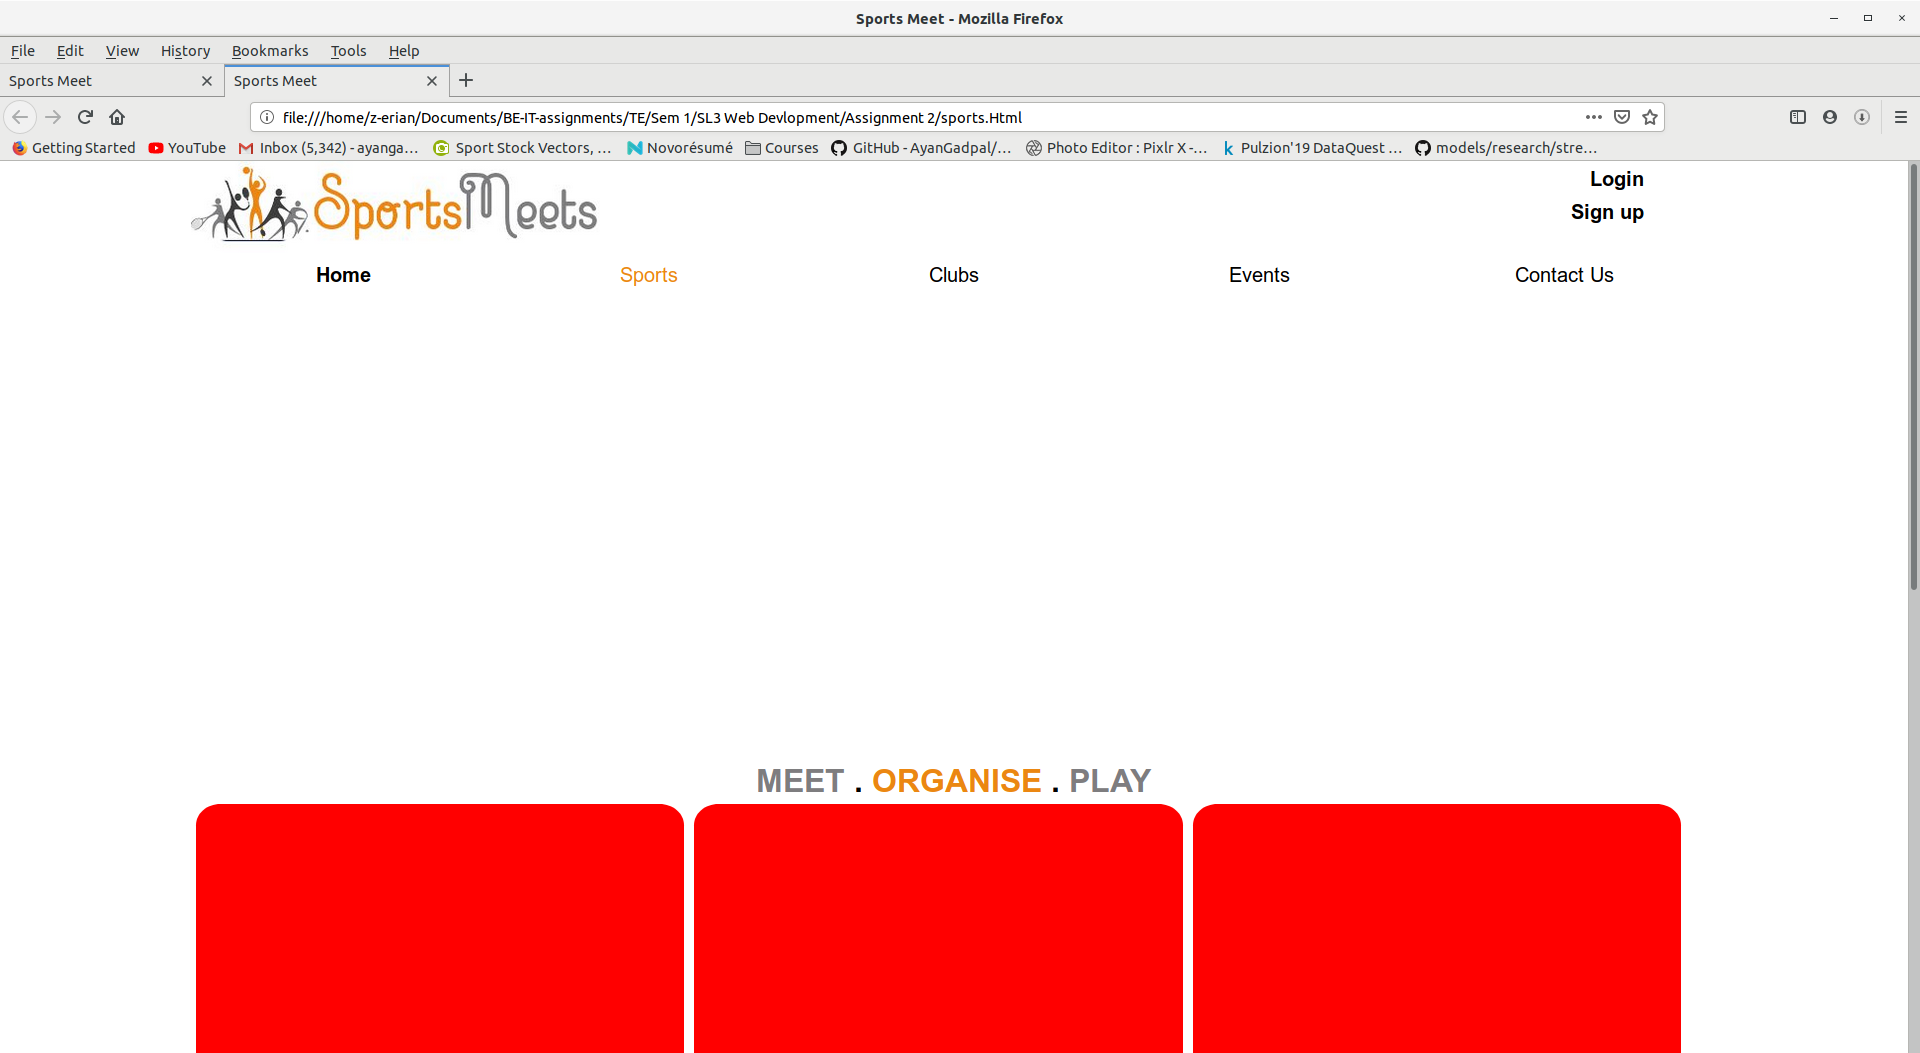 Sports Meet - Mozilla Firefox
File Edit View History Bookmarks Tools Help
Sports Meet Sports Meet
file:///home/z-erian/Documents/BE-IT-assignments/TE/Sem 1/SL3 Web Devlopment/Assignment 2/sports.Html
Getting Started YouTube Inbox (5,342) - ayanga... Sport Stock Vectors, ... Novorésumé Courses GitHub - AyanGadpal/... Photo Editor : Pixlr X -... Pulzion'19 DataQuest ... models/research/stre...
SportsMeets
Login
Sign up
Home Sports Clubs Events Contact Us
MEET . ORGANISE . PLAY